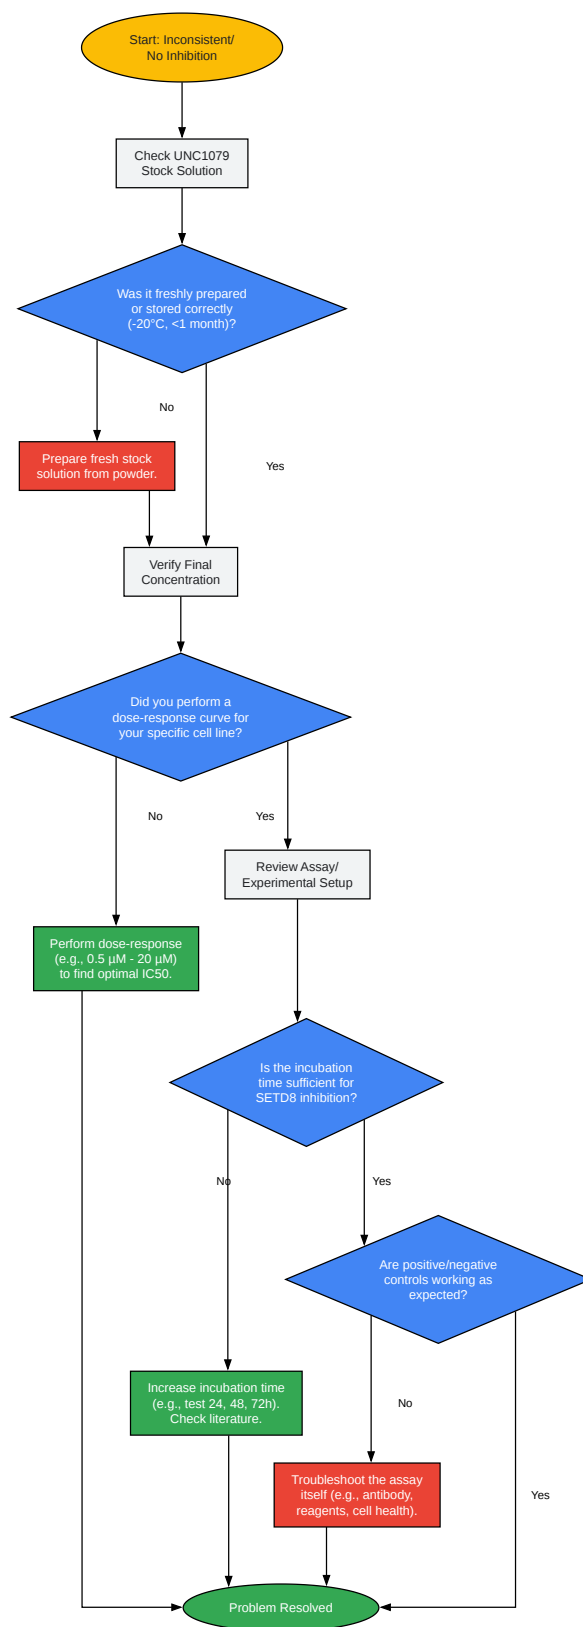 Start: Inconsistent/
No Inhibition
Check UNC1079
Stock Solution
Was it freshly prepared
or stored correctly
(-20°C, <1 month)?
No
Yes
Prepare fresh stock
solution from powder.
Verify Final
Concentration
Did you perform a
dose-response curve for
your specific cell line?
No
Yes
Review Assay/
Experimental Setup
Perform dose-response
(e.g., 0.5 µM - 20 µM)
to find optimal IC50.
Is the incubation
time sufficient for
SETD8 inhibition?
No
Yes
Are positive/negative
controls working as
expected?
Increase incubation time
(e.g., test 24, 48, 72h).
Check literature.
No
Troubleshoot the assay
itself (e.g., antibody,
reagents, cell health).
Yes
Problem Resolved